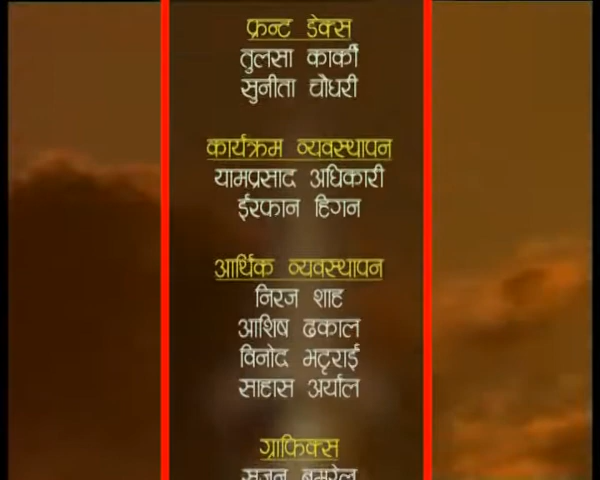 फ्रन्ट डेक्स
तुलसा कार्की
सुनीता चौधरी
कार्यक्रम व्यवस्थापन
यामप्रसाद अधिकारी
ईरफान हिगन
आर्थिक व्यवस्थापन
निरज शाह
आशिष ढकाल
विनोद भट्टराई
साहास अर्याल
ग्राफिक्स
सृजन